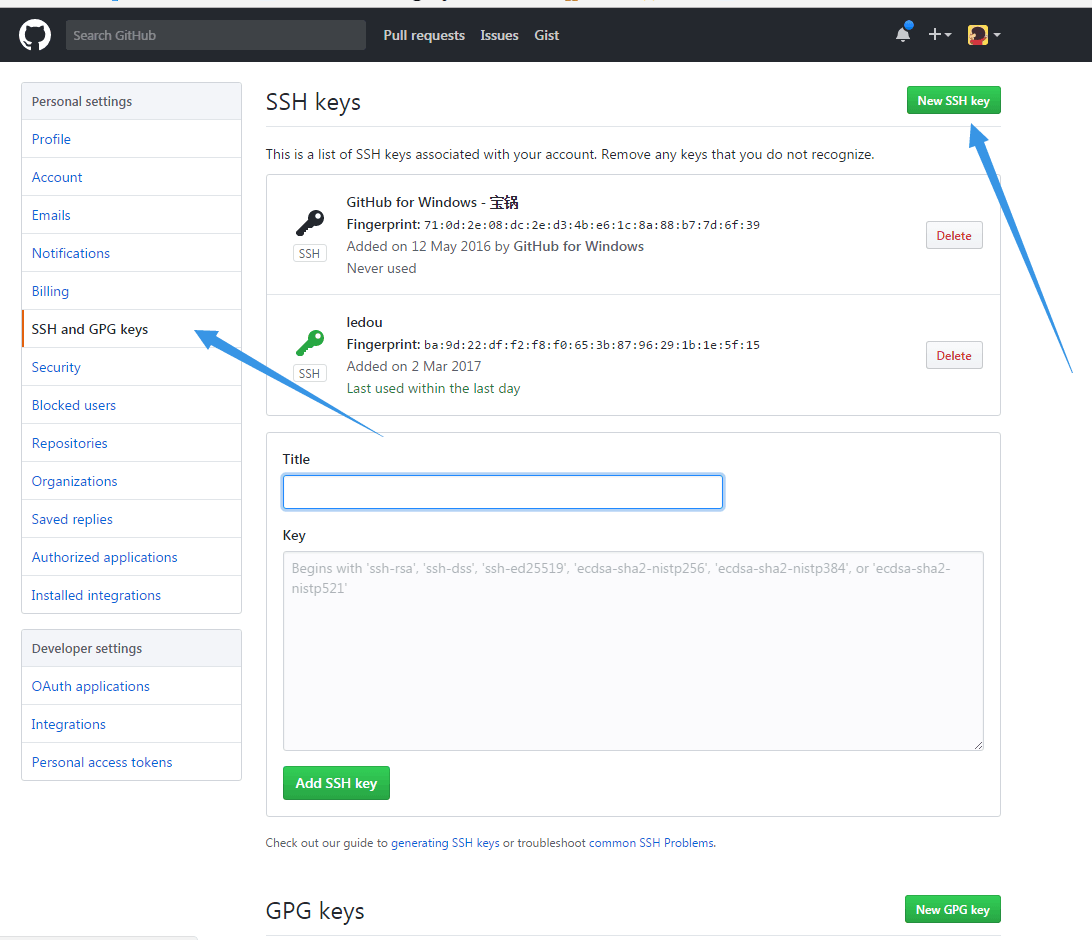 Search GitHub
Pull requests
Issues
Gist
Personal settings
Profile
Account
Emails
Notifications
Billing
SSH and GPG keys
Security
Blocked users
Repositories
Organizations
Saved replies
Authorized applications
Installed integrations
Developer settings
OAuth applications
Integrations
Personal access tokens
SSH keys
New SSH key
This is a list of SSH keys associated with your account. Remove any keys that you do not recognize.
GitHub for Windows - 宝锅
Fingerprint: 71:0d:2e:08:dc:2e:d3:4b:e6:1c:8a:88:b7:7d:6f:39
Added on 12 May 2016 by GitHub for Windows
Never used
SSH
Delete
ledou
Fingerprint: ba:9d:22:df:f2:f8:f0:65:3b:87:96:29:1b:1e:5f:15
Added on 2 Mar 2017
Last used within the last day
SSH
Delete
Title
Key
Begins with 'ssh-rsa', 'ssh-dss', 'ssh-ed25519', 'ecdsa-sha2-nistp256', 'ecdsa-sha2-nistp384', or 'ecdsa-sha2-
nistp521'
Add SSH key
Check out our guide to generating SSH keys or troubleshoot common SSH Problems.
GPG keys
New GPG key